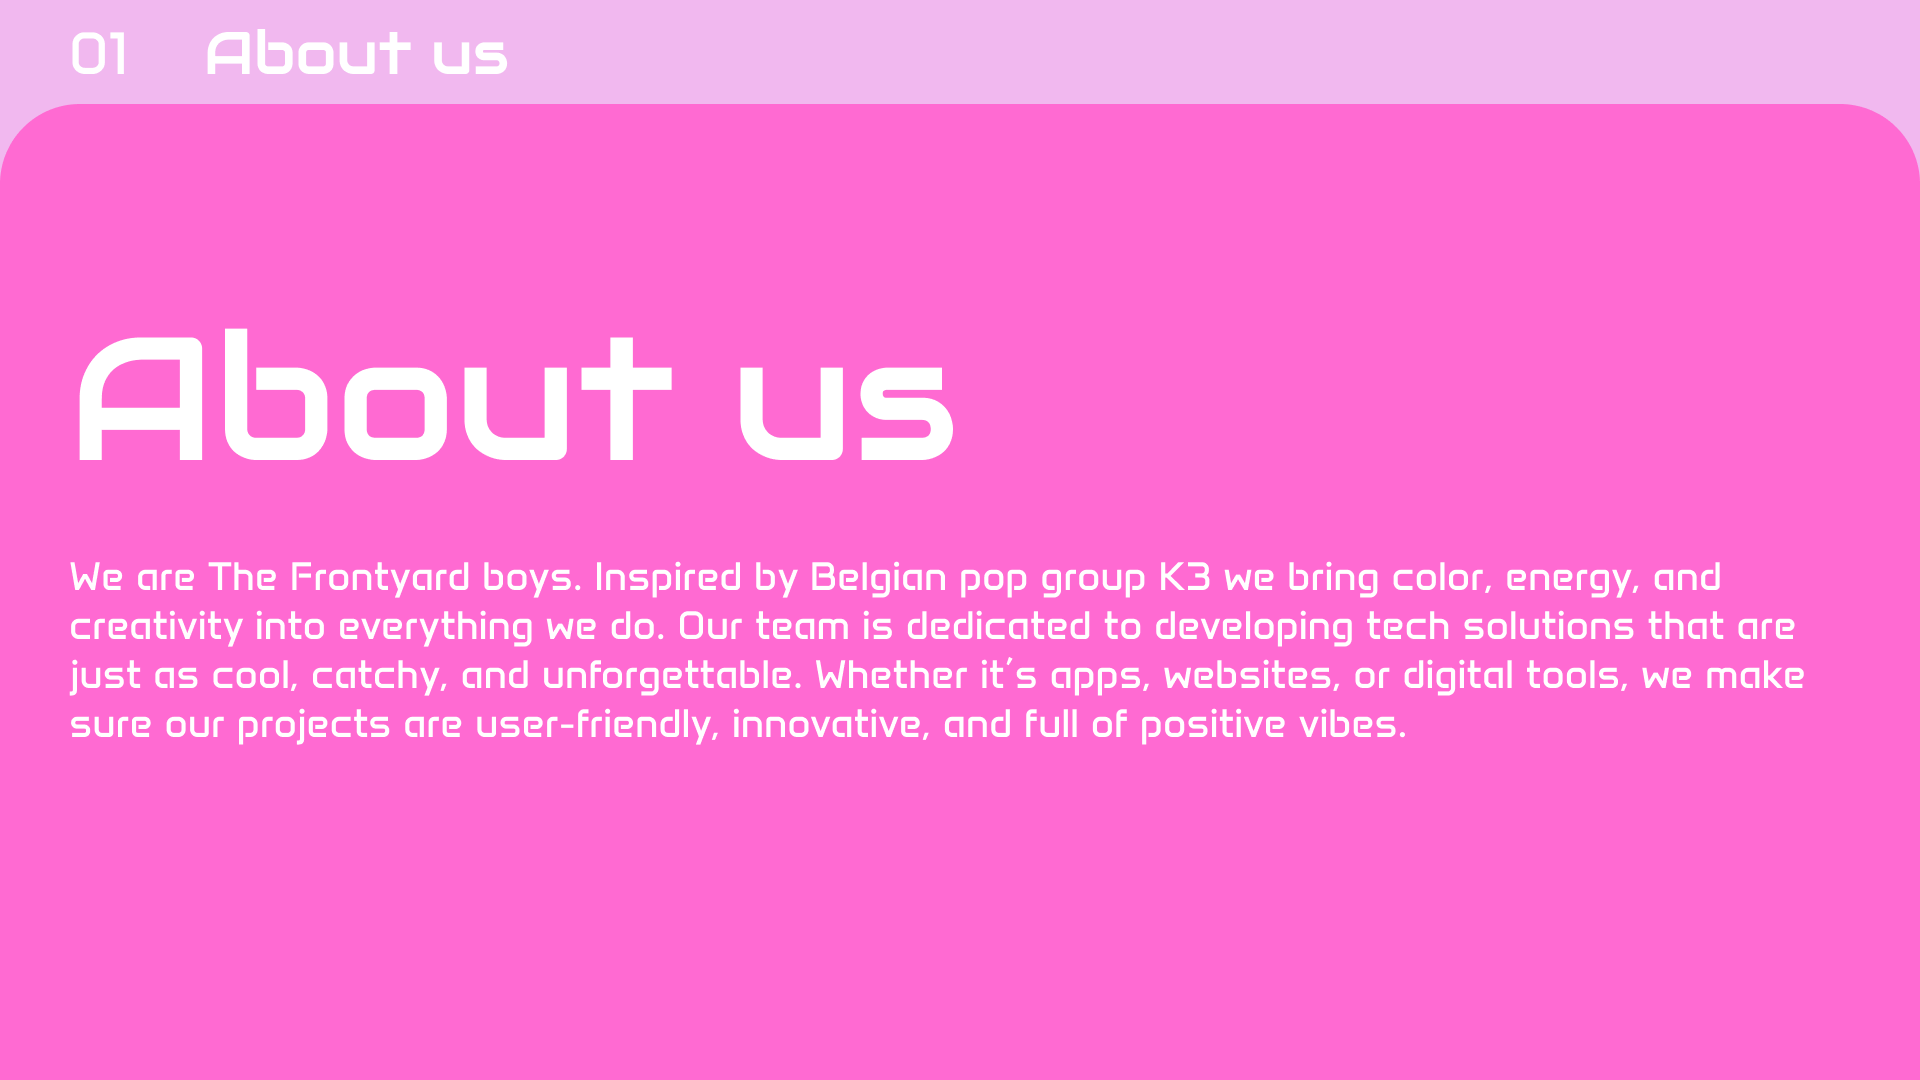 01 About us
About us
We are The Frontyard boys. Inspired by Belgian pop group K3 we bring color, energy, and
creativity into everything we do. Our team is dedicated to developing tech solutions that are
just as cool, catchy, and unforgettable. Whether it's apps, websites, or digital tools, we make
sure our projects are user-friendly, innovative, and full of positive vibes.